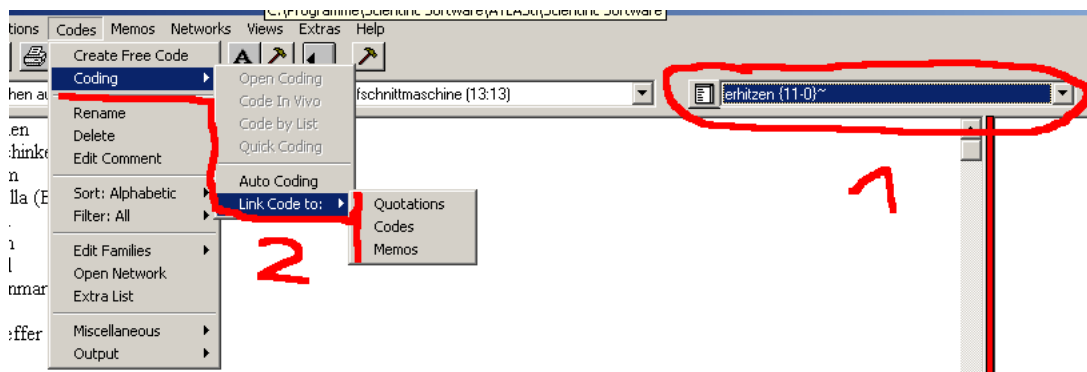 C:\Programme\Scientific Software\ATLASti\Scientific Software
tions Codes Memos Networks Views Extras Help
Create Free Code
Coding
Rename
Delete
Edit Comment
Sort: Alphabetic
Filter: All
Edit Families
Open Network
Extra List
Miscellaneous
Output
Open Coding
Code In Vivo
Code by List
Quick Coding
Auto Coding
Link Code to:
Quotations
Codes
Memos
hen au
fschnittmaschine (13:13)
erhitzen {11-0}~
1
2
len
chinke
n
lla (E
n
l
nmar
effer
A